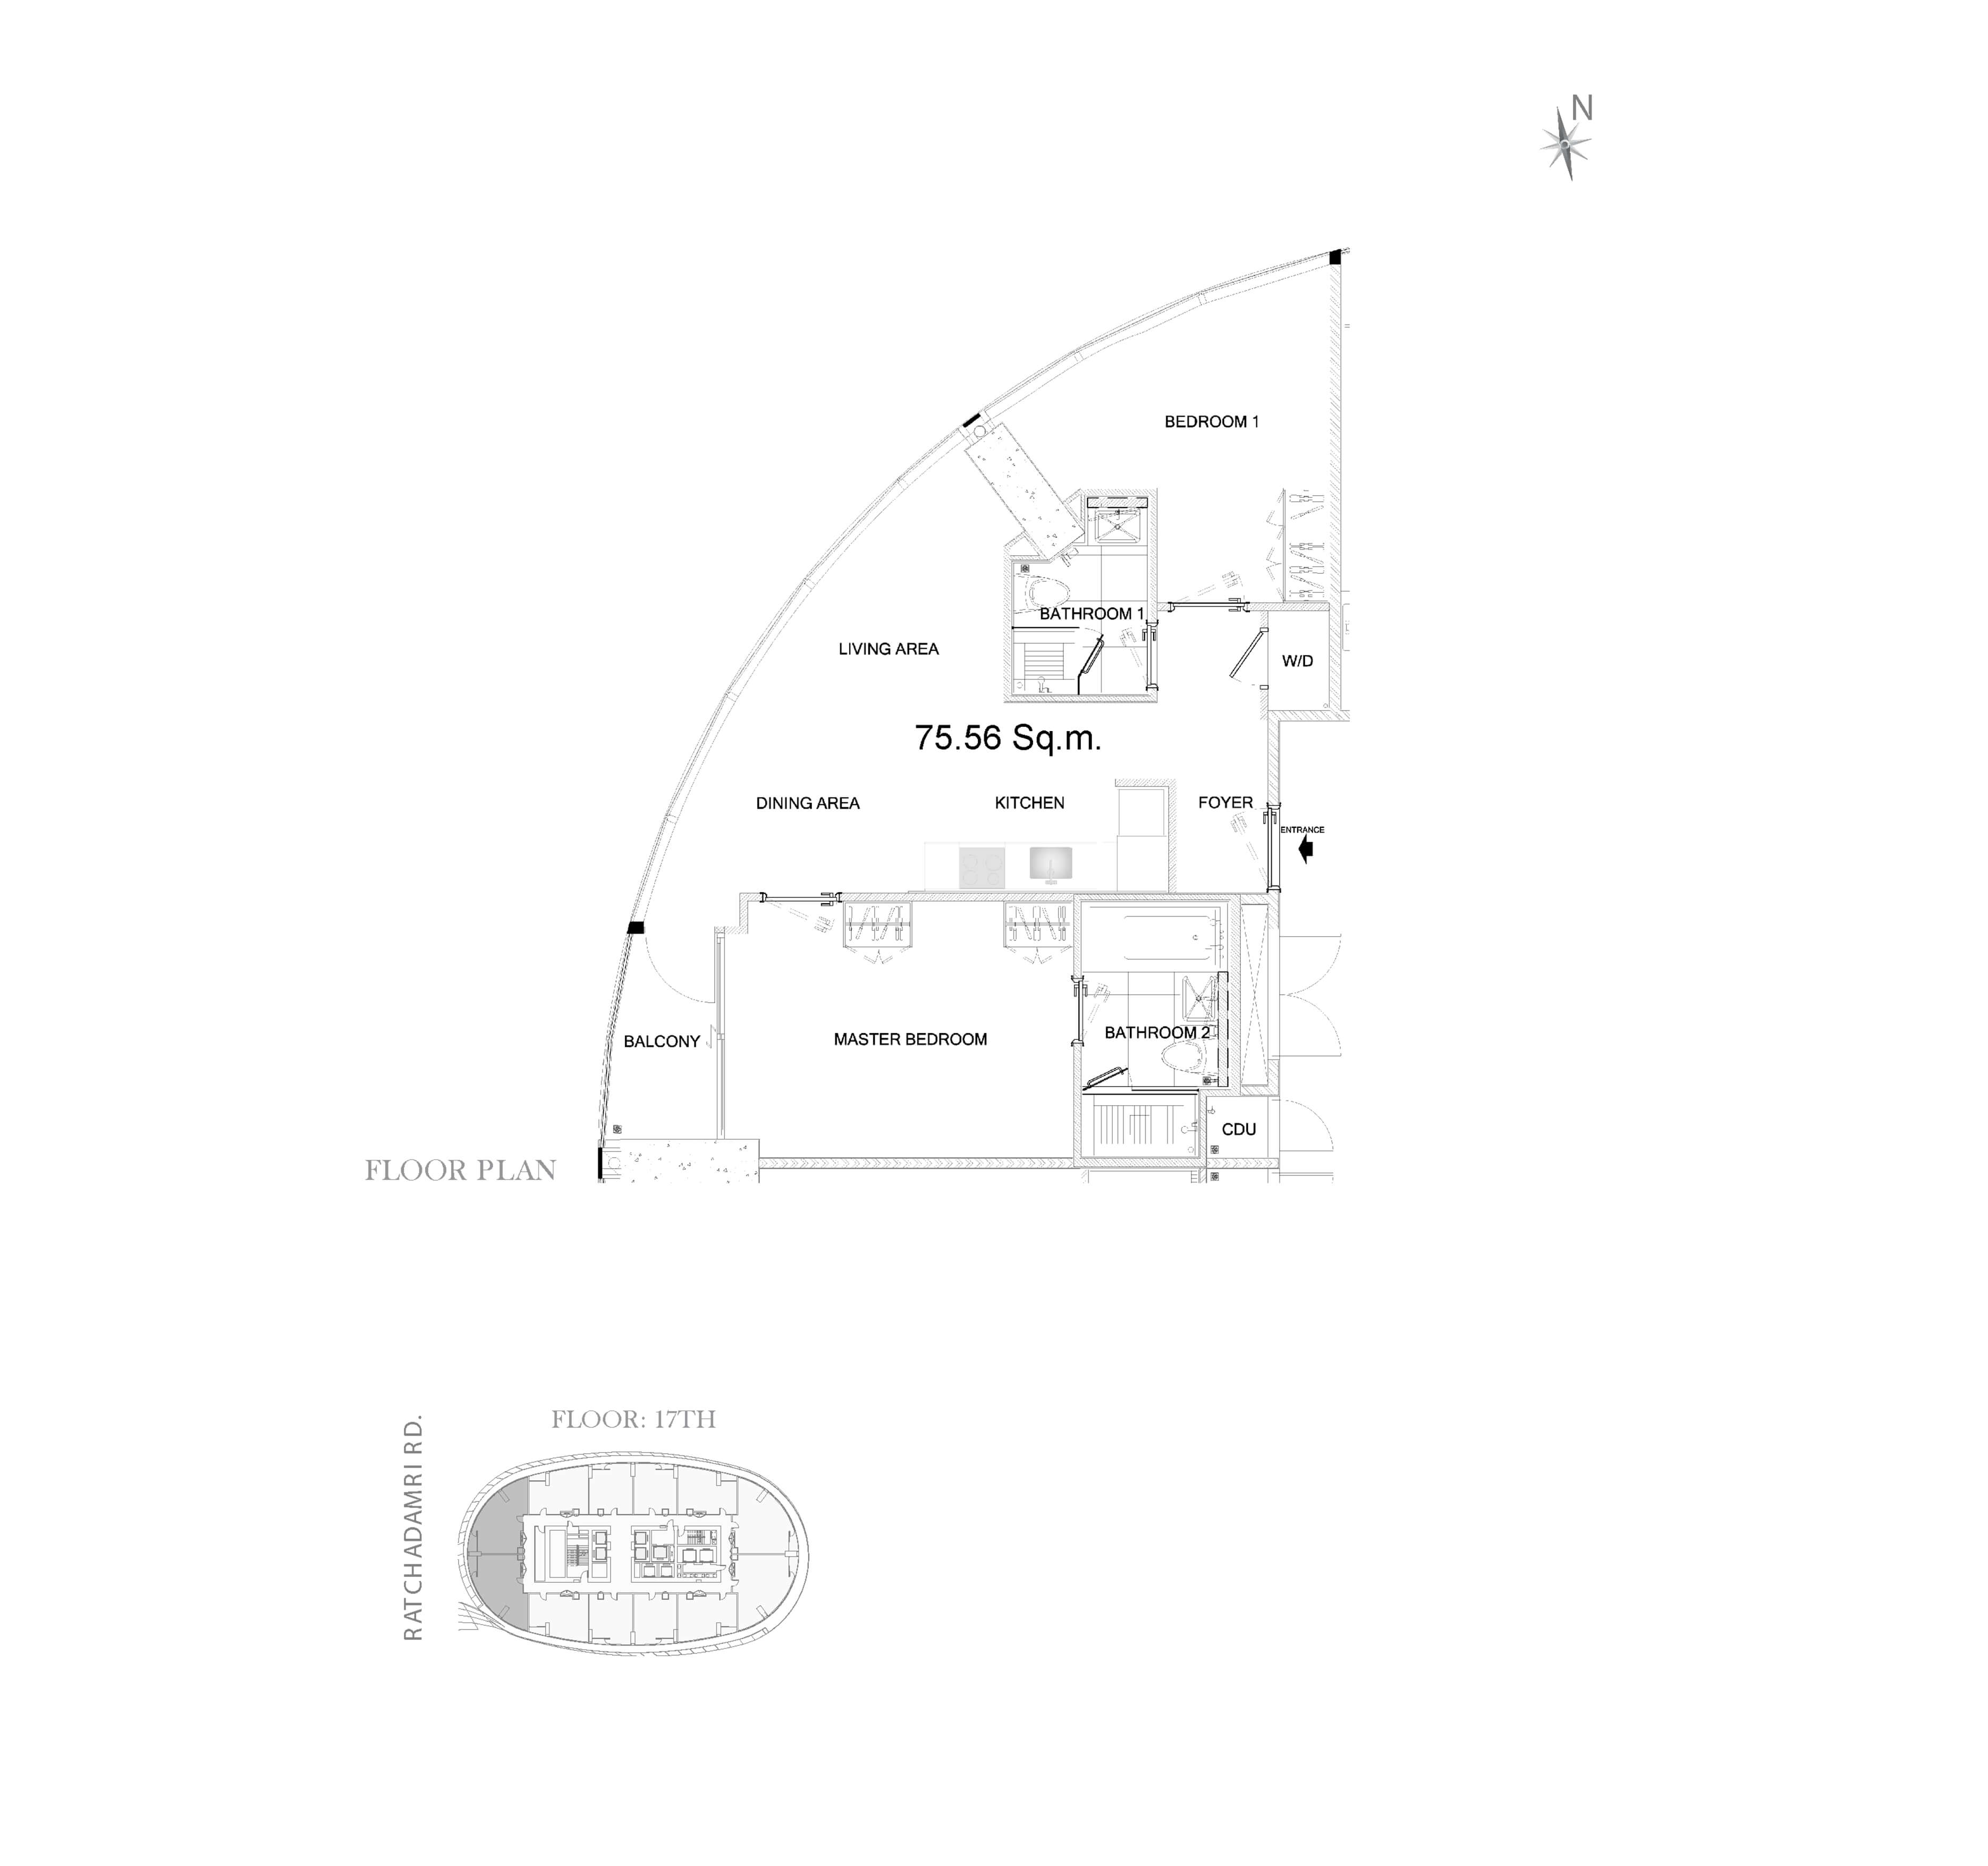 N
BEDROOM 1
BATHROOM 1
LIVING AREA
W/D
75.56 Sq.m.
DINING AREA
KITCHEN
FOYER
ENTRANCE
BALCONY
MASTER BEDROOM
BATHROOM 2
CDU
FLOOR PLAN
FLOOR: 17TH
RATCHADAMRI RD.